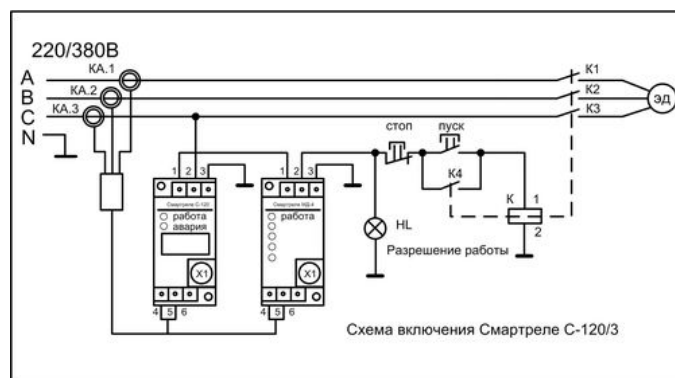 220/380В
КА.1
A
К1
КА.2
B
К2
КА.3
C
К3
ЭД
N
стоп
пуск
1 2 3
1 2 3
К4
Смартреле С-120
работа
авария
работа
К 1
2
HL
Разрешение работы
X1
X1
4 5 6
4 5 6
Схема включения Смартреле С-120/3